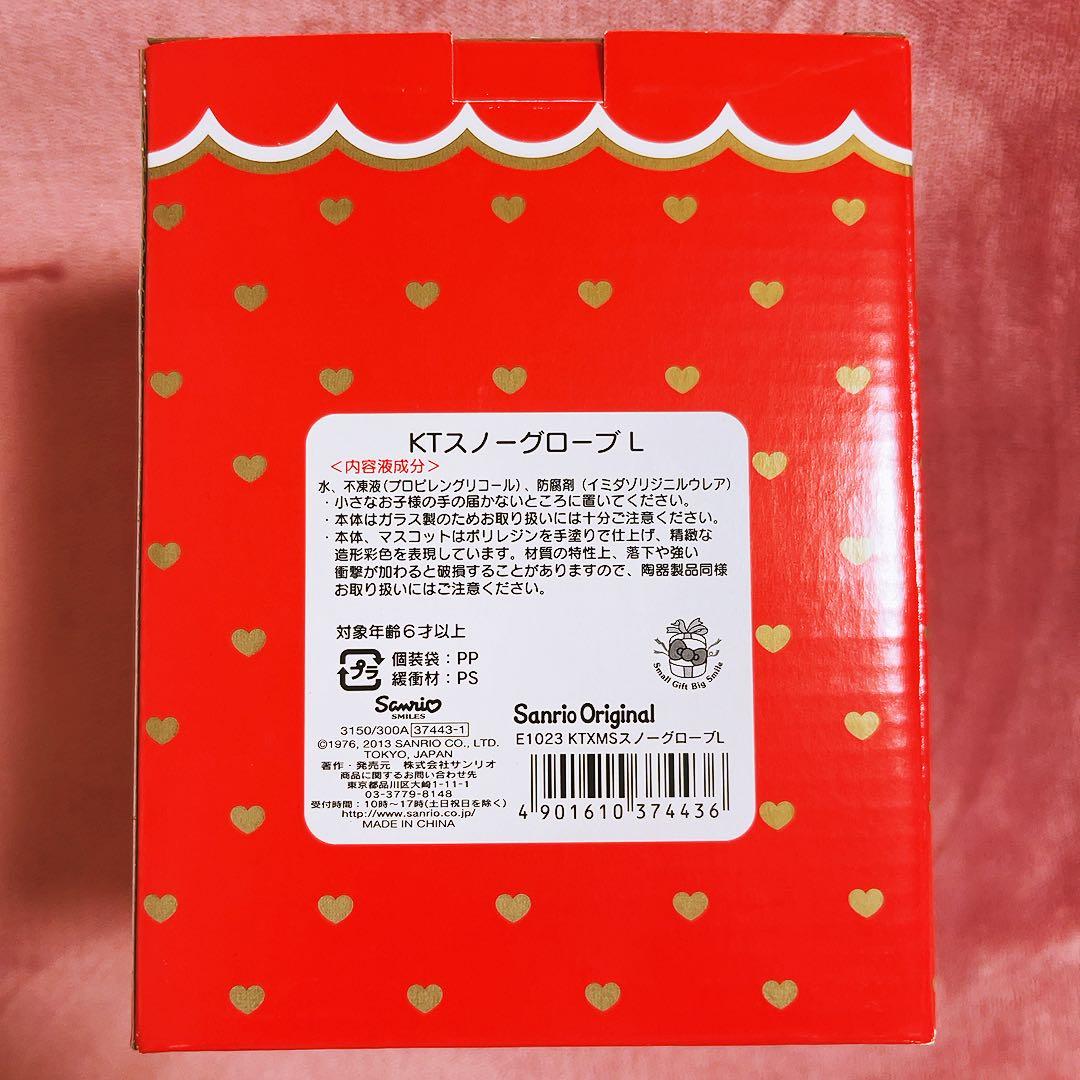 KTスノーグローブ L
＜内容液成分＞
水、不凍液(プロピレングリコール)、防腐剤（イミダゾリジニルウレア）
・小さなお子様の手の届かないところに置いてください。
・本体はガラス製のためお取り扱いには十分ご注意ください。
・本体、マスコットはポリレジンを手塗りで仕上げ、精緻な
造形彩色を表現しています。材質の特性上、落下や強い
衝撃が加わると破損することがありますので、陶器製品同様
お取り扱いにはご注意ください。
対象年齢６才以上
プラ
個装袋：PP
緩衝材：PS
Small Gift Big Smile
Sanrio
SMILES
3150/300A 37443-1
©1976, 2013 SANRIO CO., LTD.
TOKYO, JAPAN
著作・発売元 株式会社サンリオ
商品に関するお問い合わせ先
東京都品川区大崎1-11-1
03-3779-8148
受付時間：10時〜17時(土日祝日を除く)
http://www.sanrio.co.jp/
MADE IN CHINA
Sanrio Original
E1023 KTXMSスノーグローブL
4 901610 374436